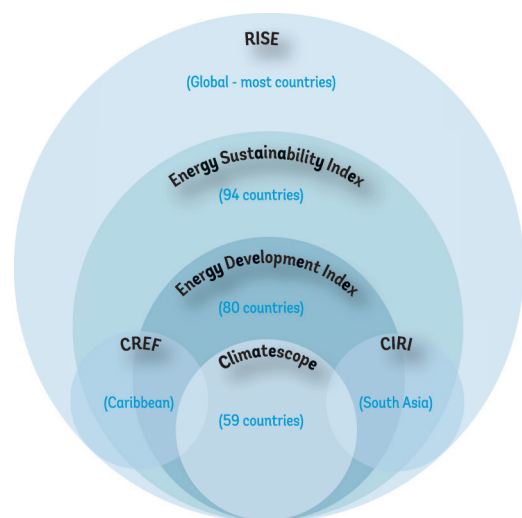 RISE
(Global - most countries)
Energy Sustainability Index
(94 countries)
Energy Development Index
(80 countries)
CREF
(Caribbean)
Climatescope
(59 countries)
CIRI
(South Asia)